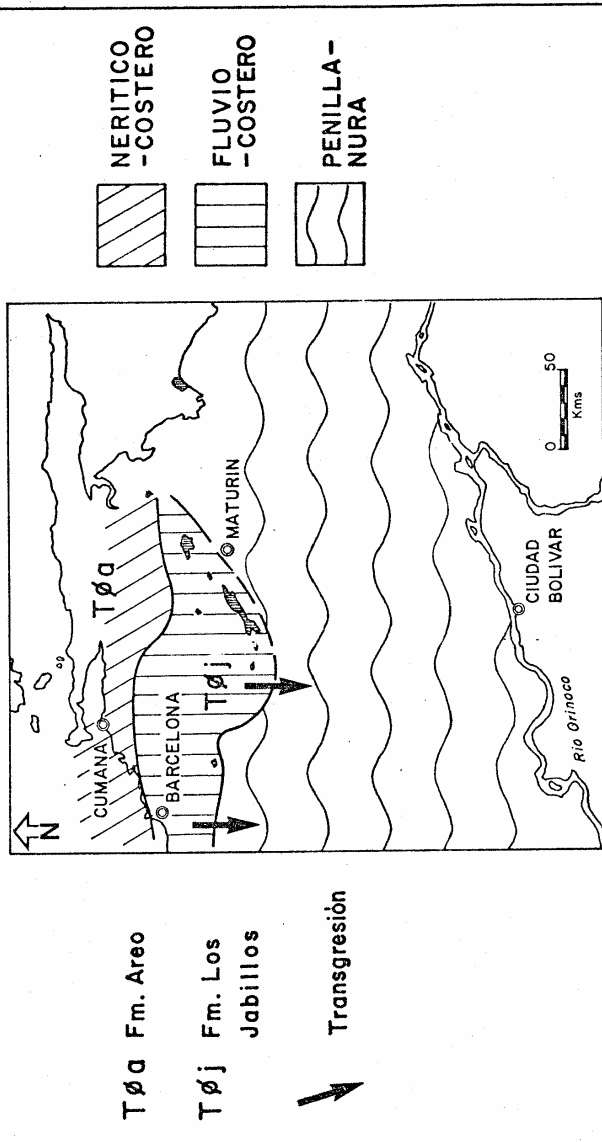 NERITICO
-COSTERO
FLUVIO
-COSTERO
PENILLA-
NURA
N
CUMANA
TØa
BARCELONA
TØj
MATURIN
CIUDAD
BOLIVAR
Rio Orinoco
0 50
Kms
TØa Fm. Areo
TØj Fm. Los
Jabillos
Transgresión